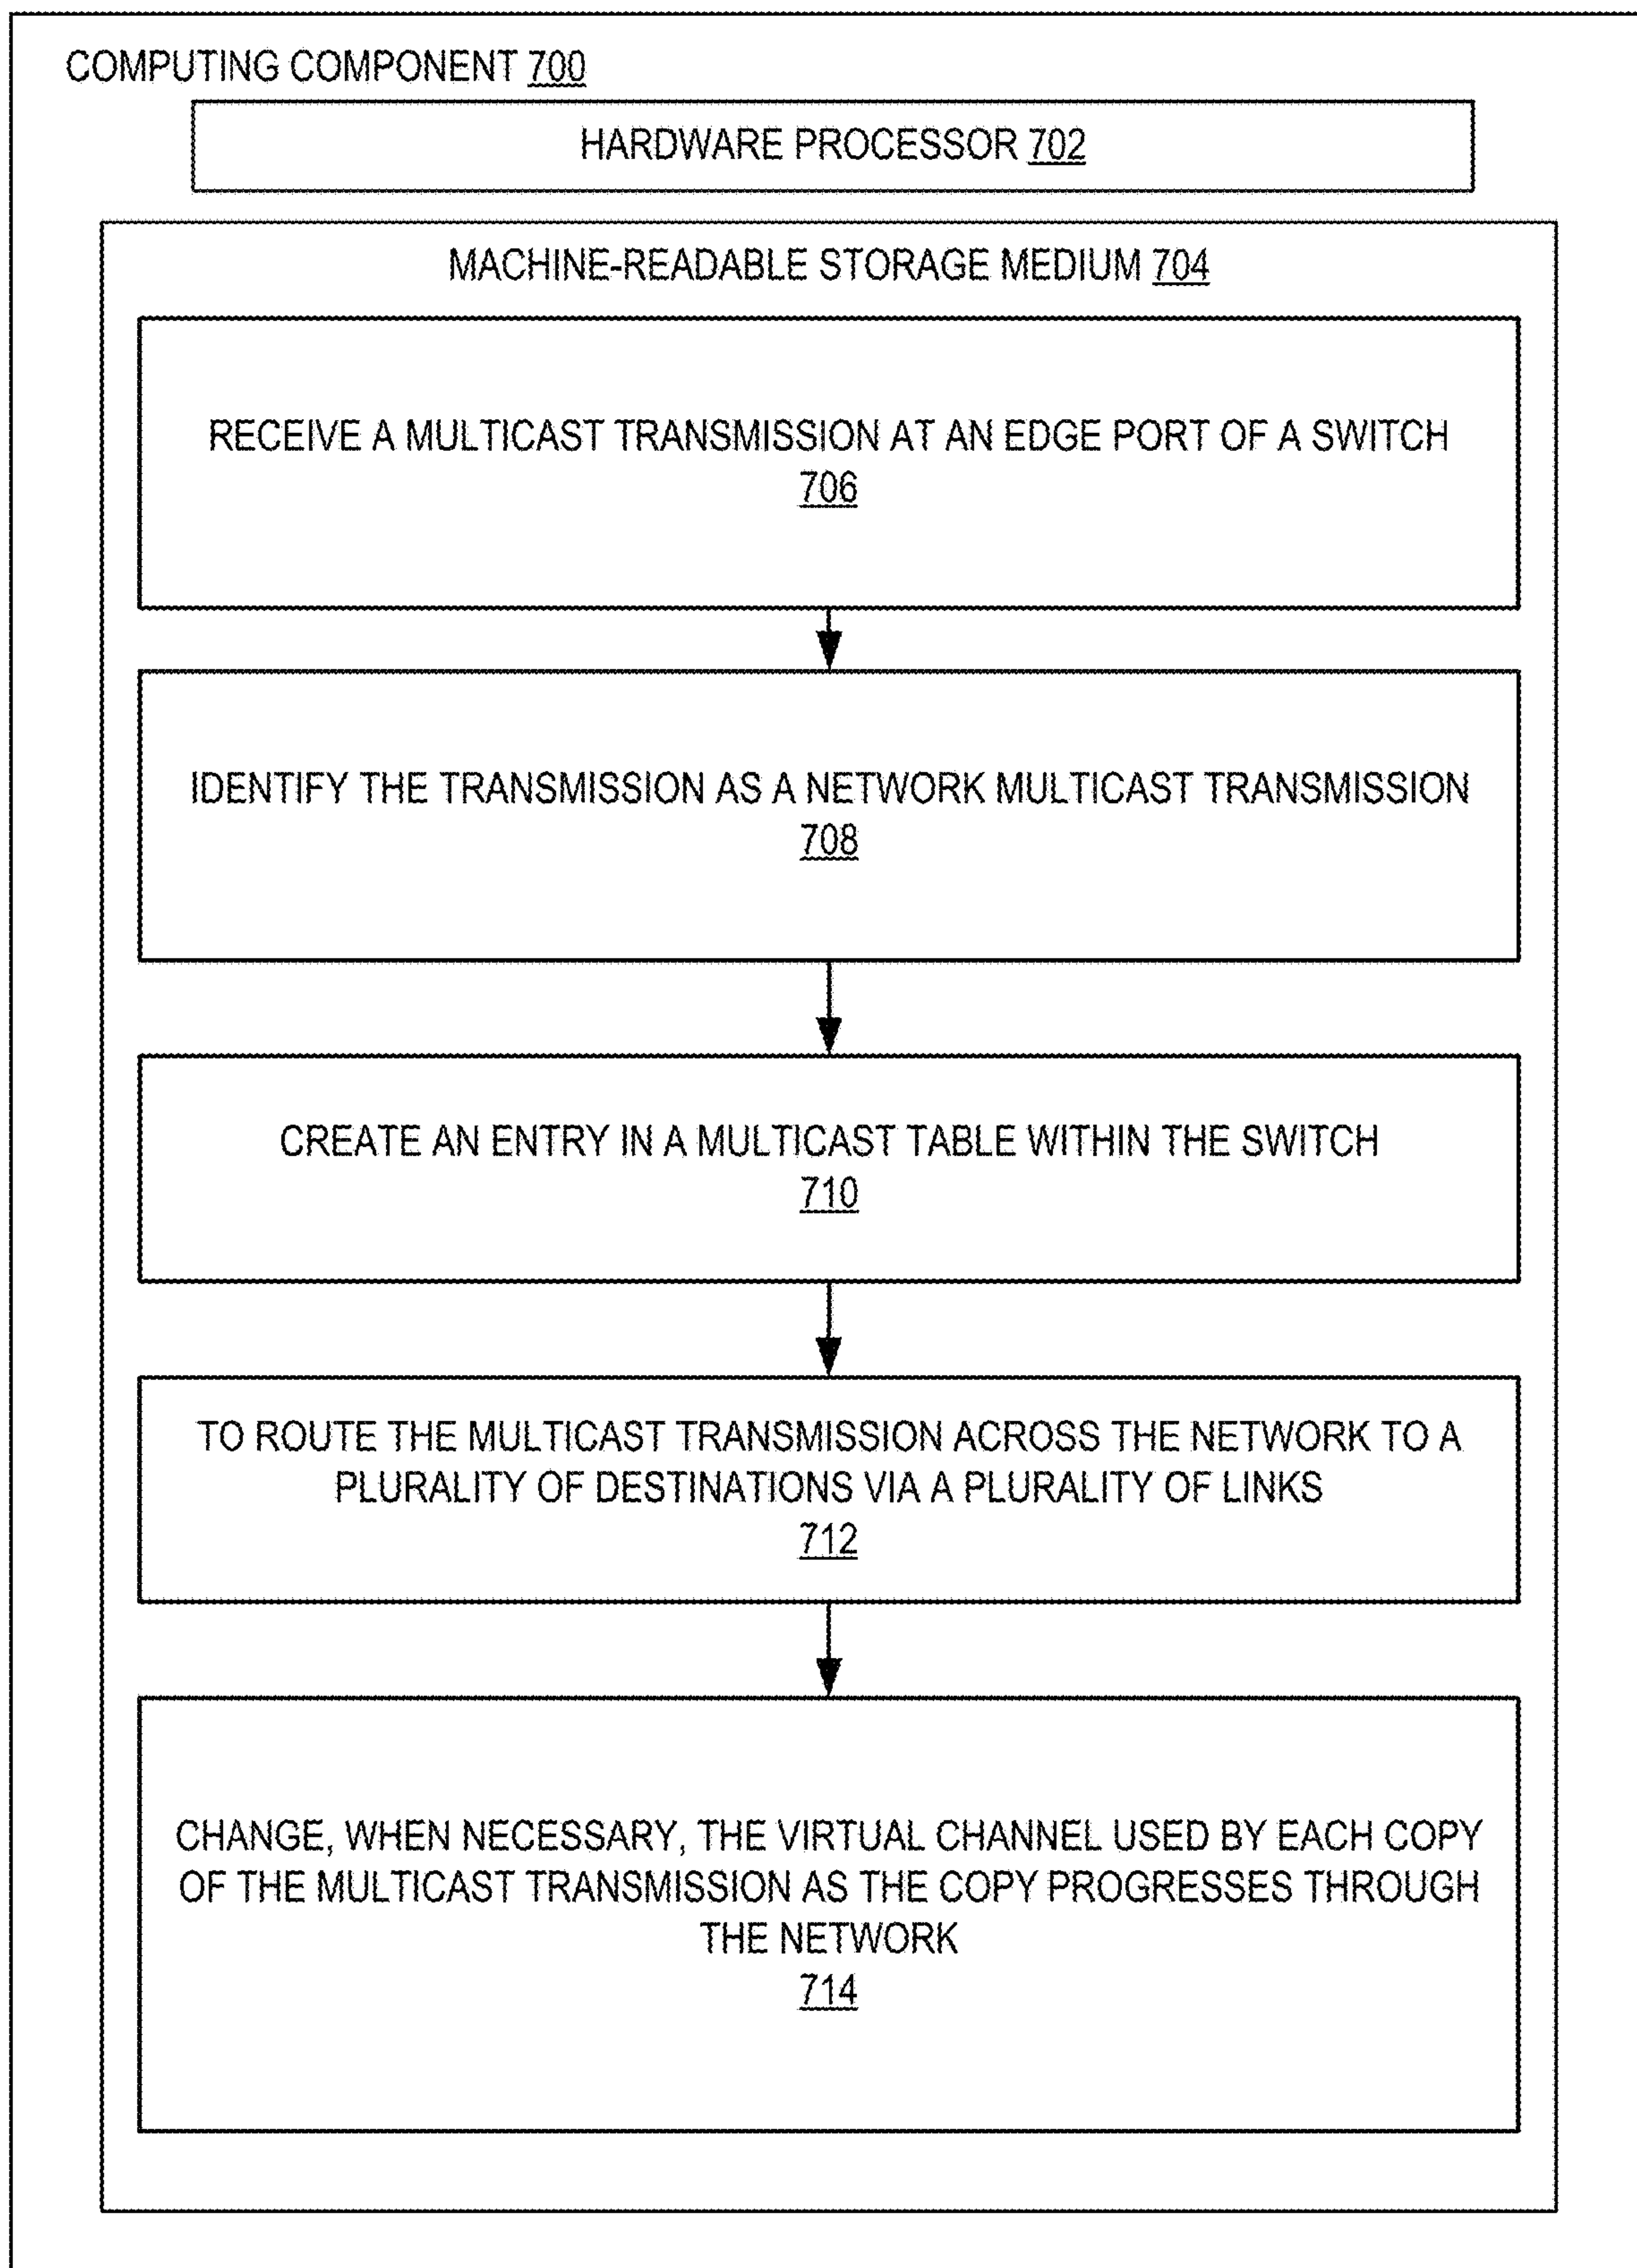 COMPUTING COMPONENT 700
HARDWARE PROCESSOR 702
MACHINE-READABLE STORAGE MEDIUM 704
RECEIVE A MULTICAST TRANSMISSION AT AN EDGE PORT OF A SWITCH
706
IDENTIFY THE TRANSMISSION AS A NETWORK MULTICAST TRANSMISSION
708
CREATE AN ENTRY IN A MULTICAST TABLE WITHIN THE SWITCH
710
TO ROUTE THE MULTICAST TRANSMISSION ACROSS THE NETWORK TO A
PLURALITY OF DESTINATIONS VIA A PLURALITY OF LINKS
712
CHANGE, WHEN NECESSARY, THE VIRTUAL CHANNEL USED BY EACH COPY
OF THE MULTICAST TRANSMISSION AS THE COPY PROGRESSES THROUGH
THE NETWORK
714